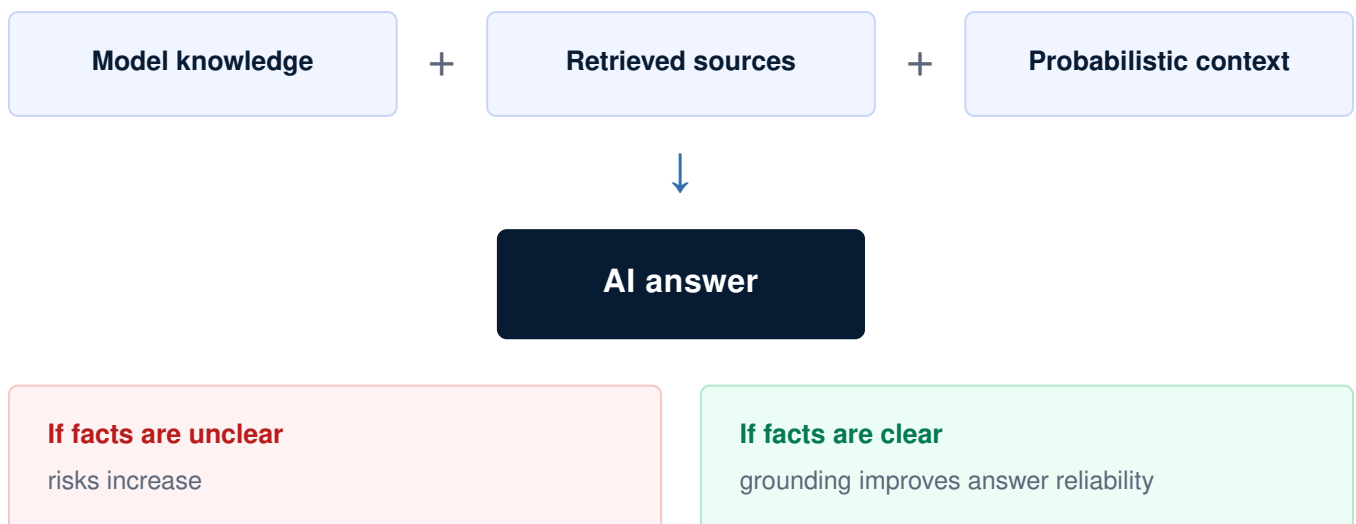 Model knowledge + Retrieved sources + Probabilistic context
↓
AI answer
If facts are unclear
risks increase
If facts are clear
grounding improves answer reliability